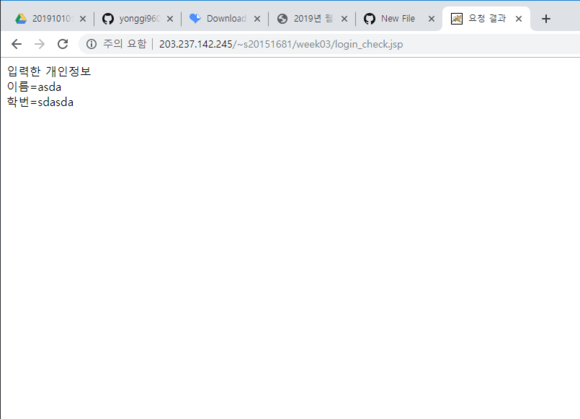 20191010
yonggi960
Download
2019년 웹
New File
요청 결과
주의 요함 | 203.237.142.245/~s20151681/week03/login_check.jsp
입력한 개인정보
이름=asda
학번=sdasda